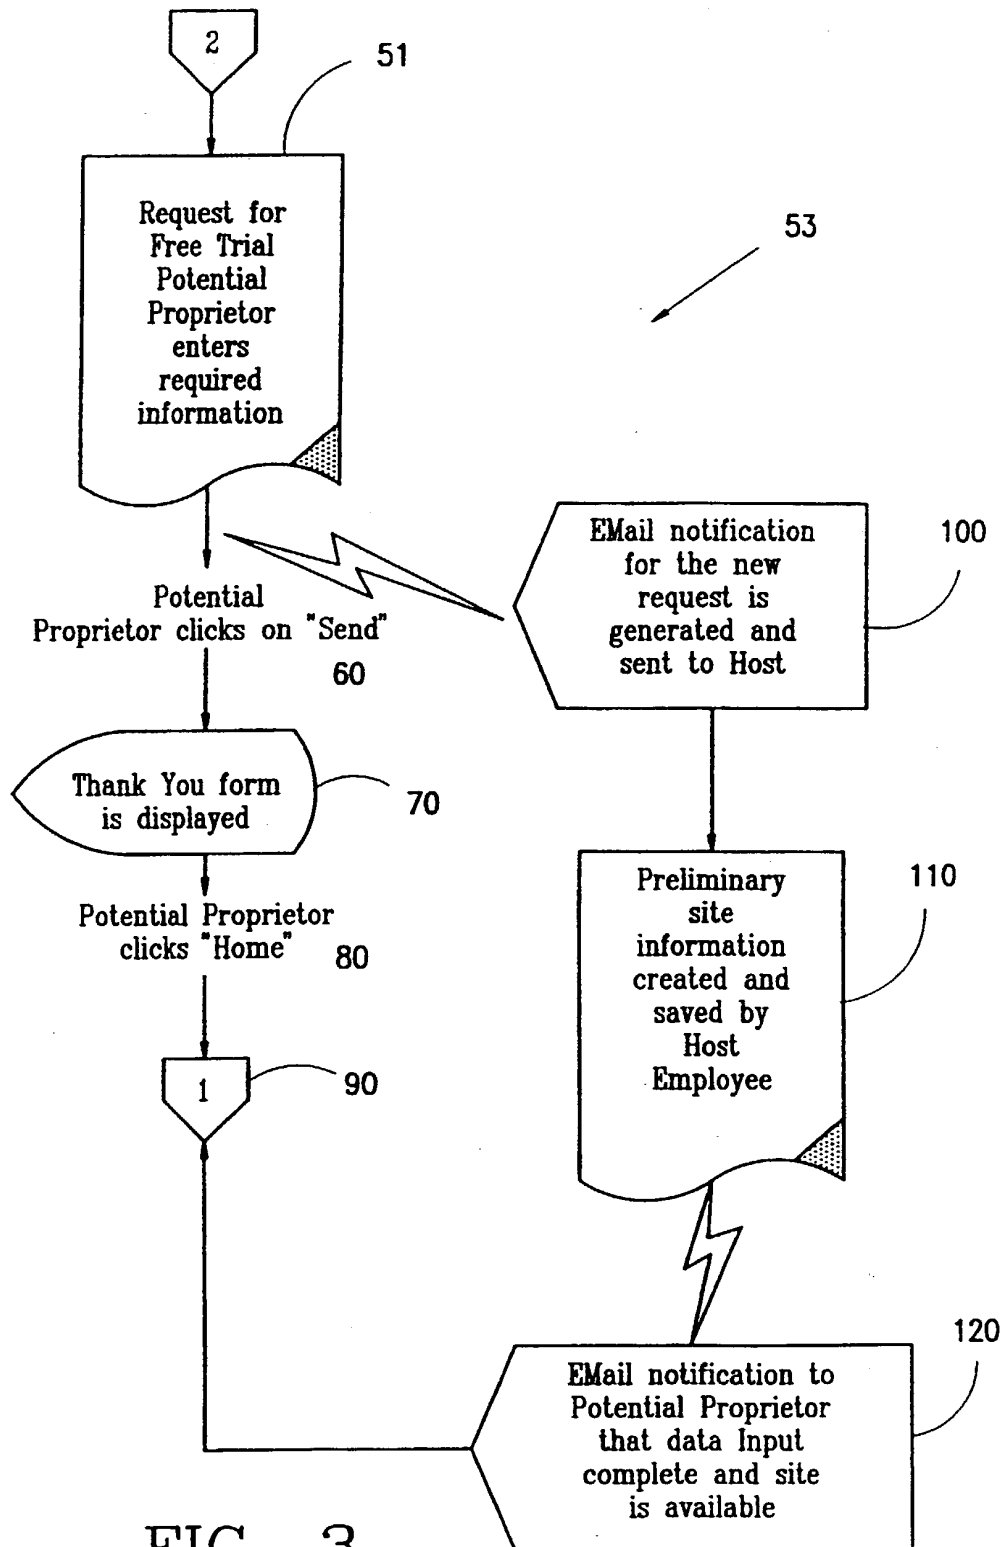 2
51
Request for
Free Trial
Potential
Proprietor
enters
required
information
53
EMail notification
for the new
request is
generated and
sent to Host
100
Potential
Proprietor clicks on "Send"
60
Thank You form
is displayed
70
Preliminary
site
information
created and
saved by
Host
Employee
110
Potential Proprietor
clicks "Home"
80
1
90
EMail notification to
Potential Proprietor
that data Input
complete and site
is available
120
FIG. 3